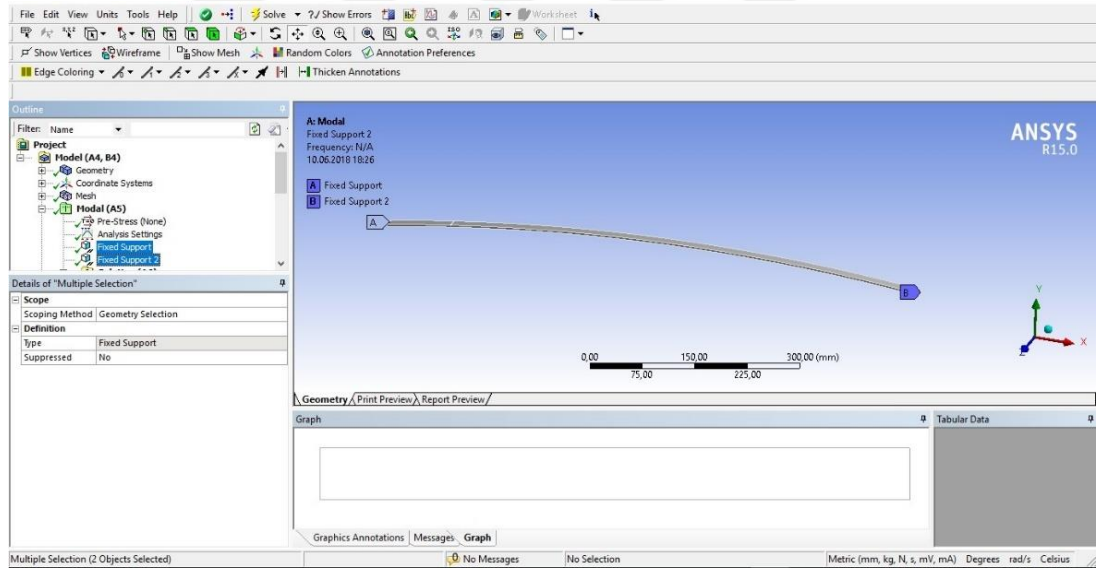 File Edit View Units Tools Help Solve ?/ Show Errors Worksheet
Show Vertices Wireframe Show Mesh Random Colors Annotation Preferences
Edge Coloring Thicken Annotations
Outline
Filter: Name
Project
Model (A4, B4)
Geometry
Coordinate Systems
Mesh
Modal (A5)
Pre-Stress (None)
Analysis Settings
Fixed Support
Fixed Support 2
Details of "Multiple Selection"
Scope
Scoping Method Geometry Selection
Definition
Type Fixed Support
Suppressed No
A: Modal
Fixed Support 2
Frequency: N/A
10.06.2018 18:26
A Fixed Support
B Fixed Support 2
ANSYS
R15.0
A
B
Y
X
Z
0,00 150,00 300,00 (mm)
75,00 225,00
Geometry Print Preview Report Preview
Graph
Tabular Data
Graphics Annotations Messages Graph
Multiple Selection (2 Objects Selected) No Messages No Selection Metric (mm, kg, N, s, mV, mA) Degrees rad/s Celsius